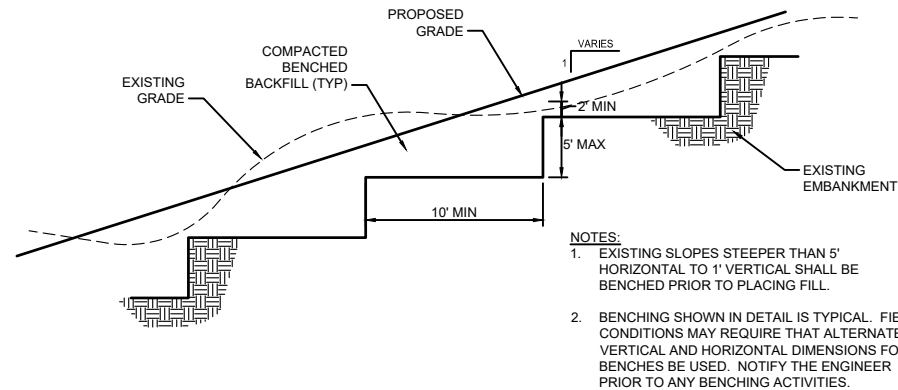 PROPOSED
GRADE
VARIES
1
COMPACTED
BENCHED
BACKFILL (TYP)
EXISTING
GRADE
2' MIN
5' MAX
EXISTING
EMBANKMENT
10' MIN
NOTES:
1. EXISTING SLOPES STEEPER THAN 5'
HORIZONTAL TO 1' VERTICAL SHALL BE
BENCHED PRIOR TO PLACING FILL.
2. BENCHING SHOWN IN DETAIL IS TYPICAL.
CONDITIONS MAY REQUIRE THAT ALTERNATE
VERTICAL AND HORIZONTAL DIMENSIONS
BENCHES BE USED. NOTIFY THE ENGINEER
PRIOR TO ANY BENCHING ACTIVITIES.